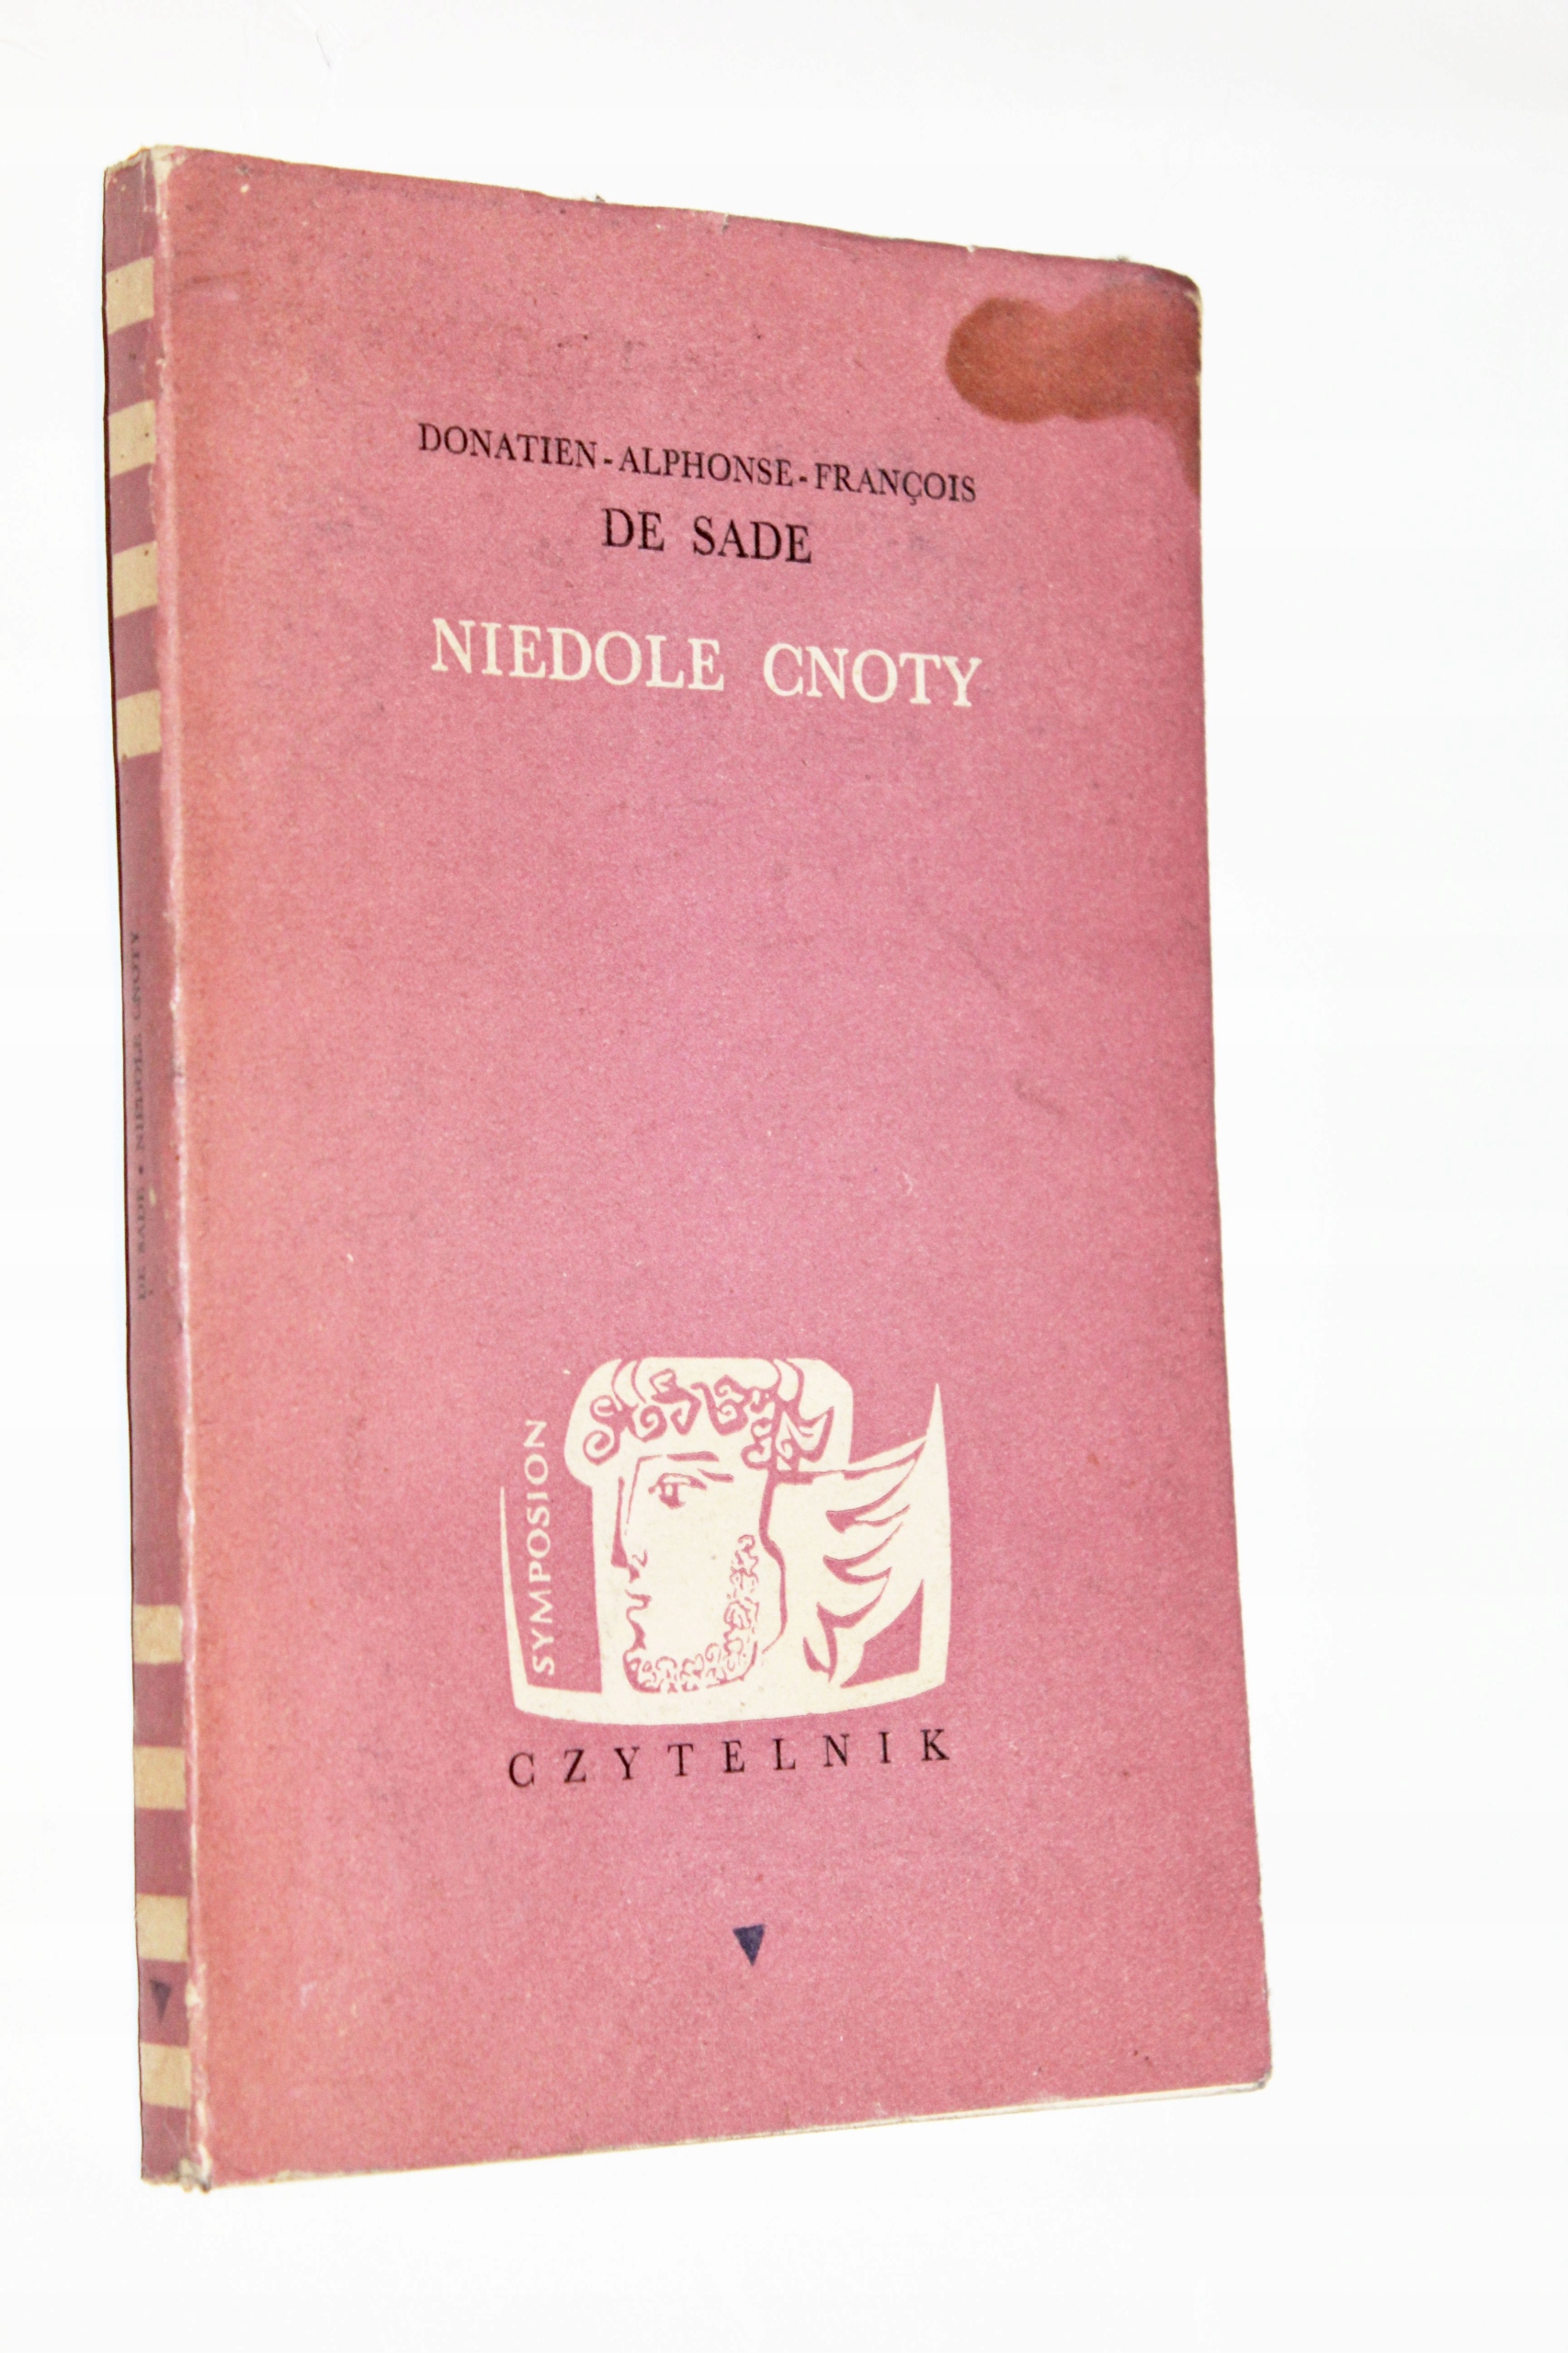 DONATIEN-ALPHONSE-FRANÇOIS
DE SADE
NIEDOLE CNOTY
SYMPOSION
CZYTELNIK
DE SADE • NIEDOLE CNOTY